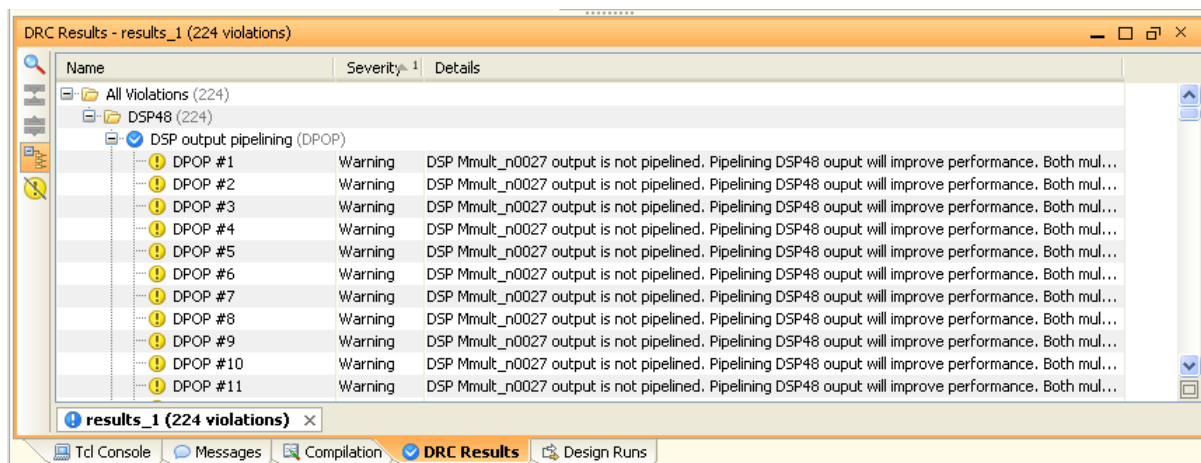 DRC Results - results_1 (224 violations)
Name Severity 1 Details
All Violations (224)
DSP48 (224)
DSP output pipelining (DPOP)
DPOP #1 Warning DSP Mmult_n0027 output is not pipelined. Pipelining DSP48 ouput will improve performance. Both mul...
DPOP #2 Warning DSP Mmult_n0027 output is not pipelined. Pipelining DSP48 ouput will improve performance. Both mul...
DPOP #3 Warning DSP Mmult_n0027 output is not pipelined. Pipelining DSP48 ouput will improve performance. Both mul...
DPOP #4 Warning DSP Mmult_n0027 output is not pipelined. Pipelining DSP48 ouput will improve performance. Both mul...
DPOP #5 Warning DSP Mmult_n0027 output is not pipelined. Pipelining DSP48 ouput will improve performance. Both mul...
DPOP #6 Warning DSP Mmult_n0027 output is not pipelined. Pipelining DSP48 ouput will improve performance. Both mul...
DPOP #7 Warning DSP Mmult_n0027 output is not pipelined. Pipelining DSP48 ouput will improve performance. Both mul...
DPOP #8 Warning DSP Mmult_n0027 output is not pipelined. Pipelining DSP48 ouput will improve performance. Both mul...
DPOP #9 Warning DSP Mmult_n0027 output is not pipelined. Pipelining DSP48 ouput will improve performance. Both mul...
DPOP #10 Warning DSP Mmult_n0027 output is not pipelined. Pipelining DSP48 ouput will improve performance. Both mul...
DPOP #11 Warning DSP Mmult_n0027 output is not pipelined. Pipelining DSP48 ouput will improve performance. Both mul...
results_1 (224 violations)
Tcl Console Messages Compilation DRC Results Design Runs